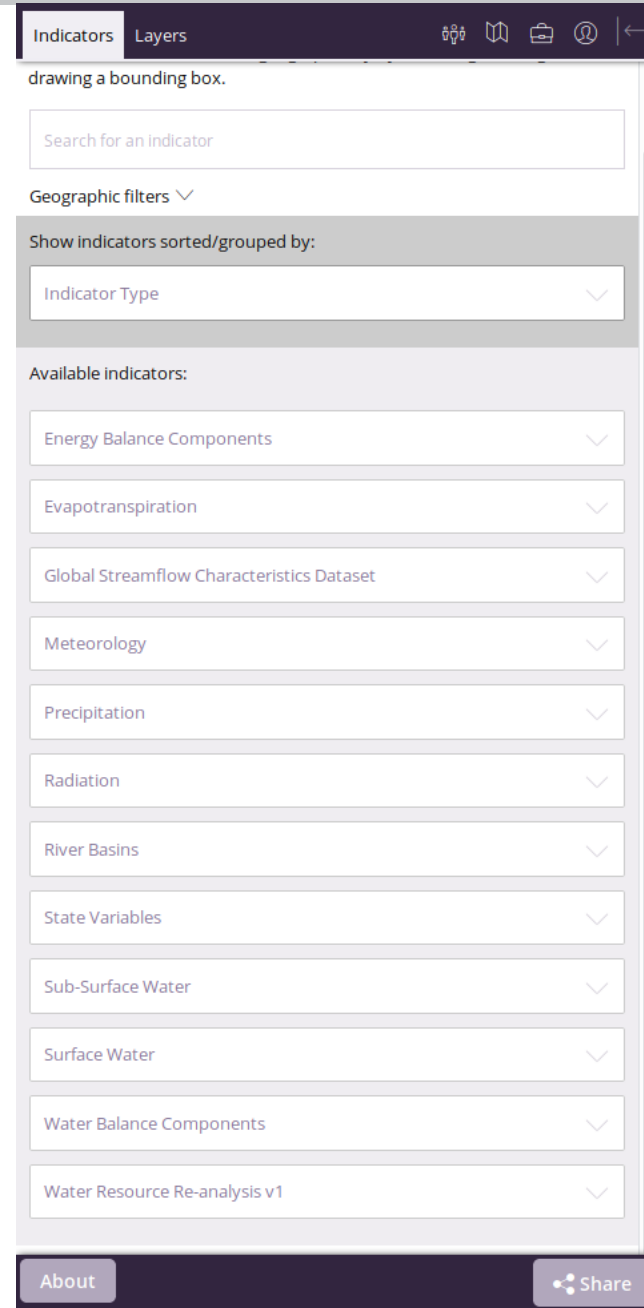 Indicators Layers
drawing a bounding box.
Search for an indicator
Geographic filters
Show indicators sorted/grouped by:
Indicator Type
Available indicators:
Energy Balance Components
Evapotranspiration
Global Streamflow Characteristics Dataset
Meteorology
Precipitation
Radiation
River Basins
State Variables
Sub-Surface Water
Surface Water
Water Balance Components
Water Resource Re-analysis v1
About Share